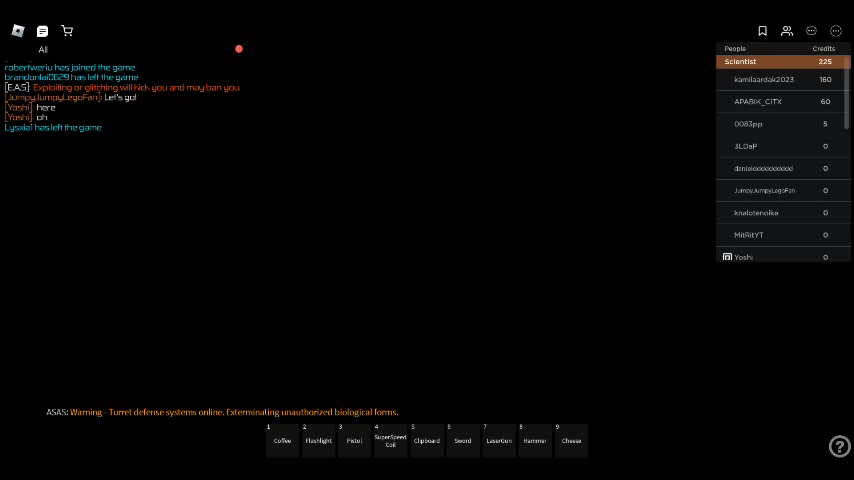 All
robertweriu has joined the game
brandonlai0629 has left the game
[E.A.S]: Exploiting or glitching will kick you and may ban you.
[JumpyJumpyLegoFan]: Let's go!
[Yoshi]: here
[Yoshi]: oh
Lysxia1 has left the game
People Credits
Scientist 225
kamilaardak2023 160
APABIK_CITX 60
0083pp 5
3LDaP 0
danielddddddddd 0
JumpyJumpyLegoFan 0
knalotenoike 0
MitRitYT 0
Yoshi 0
ASAS: Warning - Turret defense systems online. Exterminating unauthorized biological forms.
1 Coffee
2 Flashlight
3 Pistol
4 SuperSpeed
Coil
5 Clipboard
6 Sword
7 LaserGun
8 Hammer
9 Cheese
?